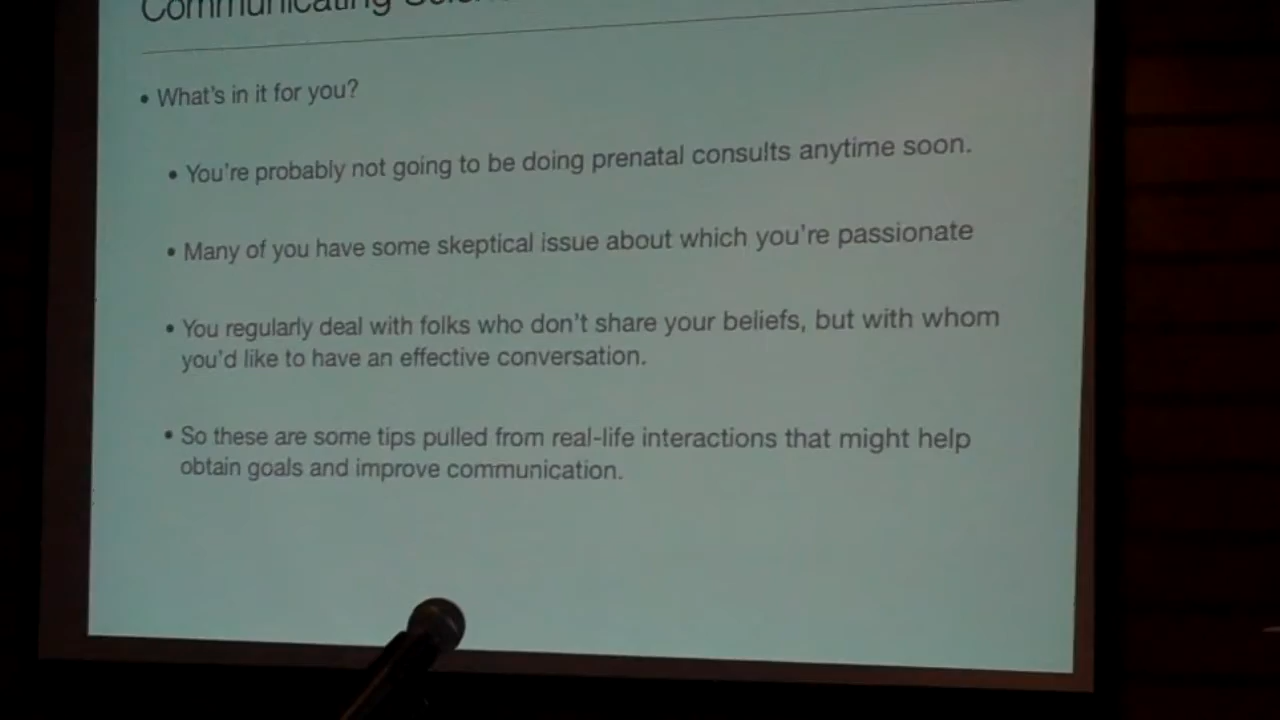 Communicating
• What's in it for you?
• You're probably not going to be doing prenatal consults anytime soon.
• Many of you have some skeptical issue about which you're passionate
• You regularly deal with folks who don't share your beliefs, but with whom
you'd like to have an effective conversation.
• So these are some tips pulled from real-life interactions that might help
obtain goals and improve communication.